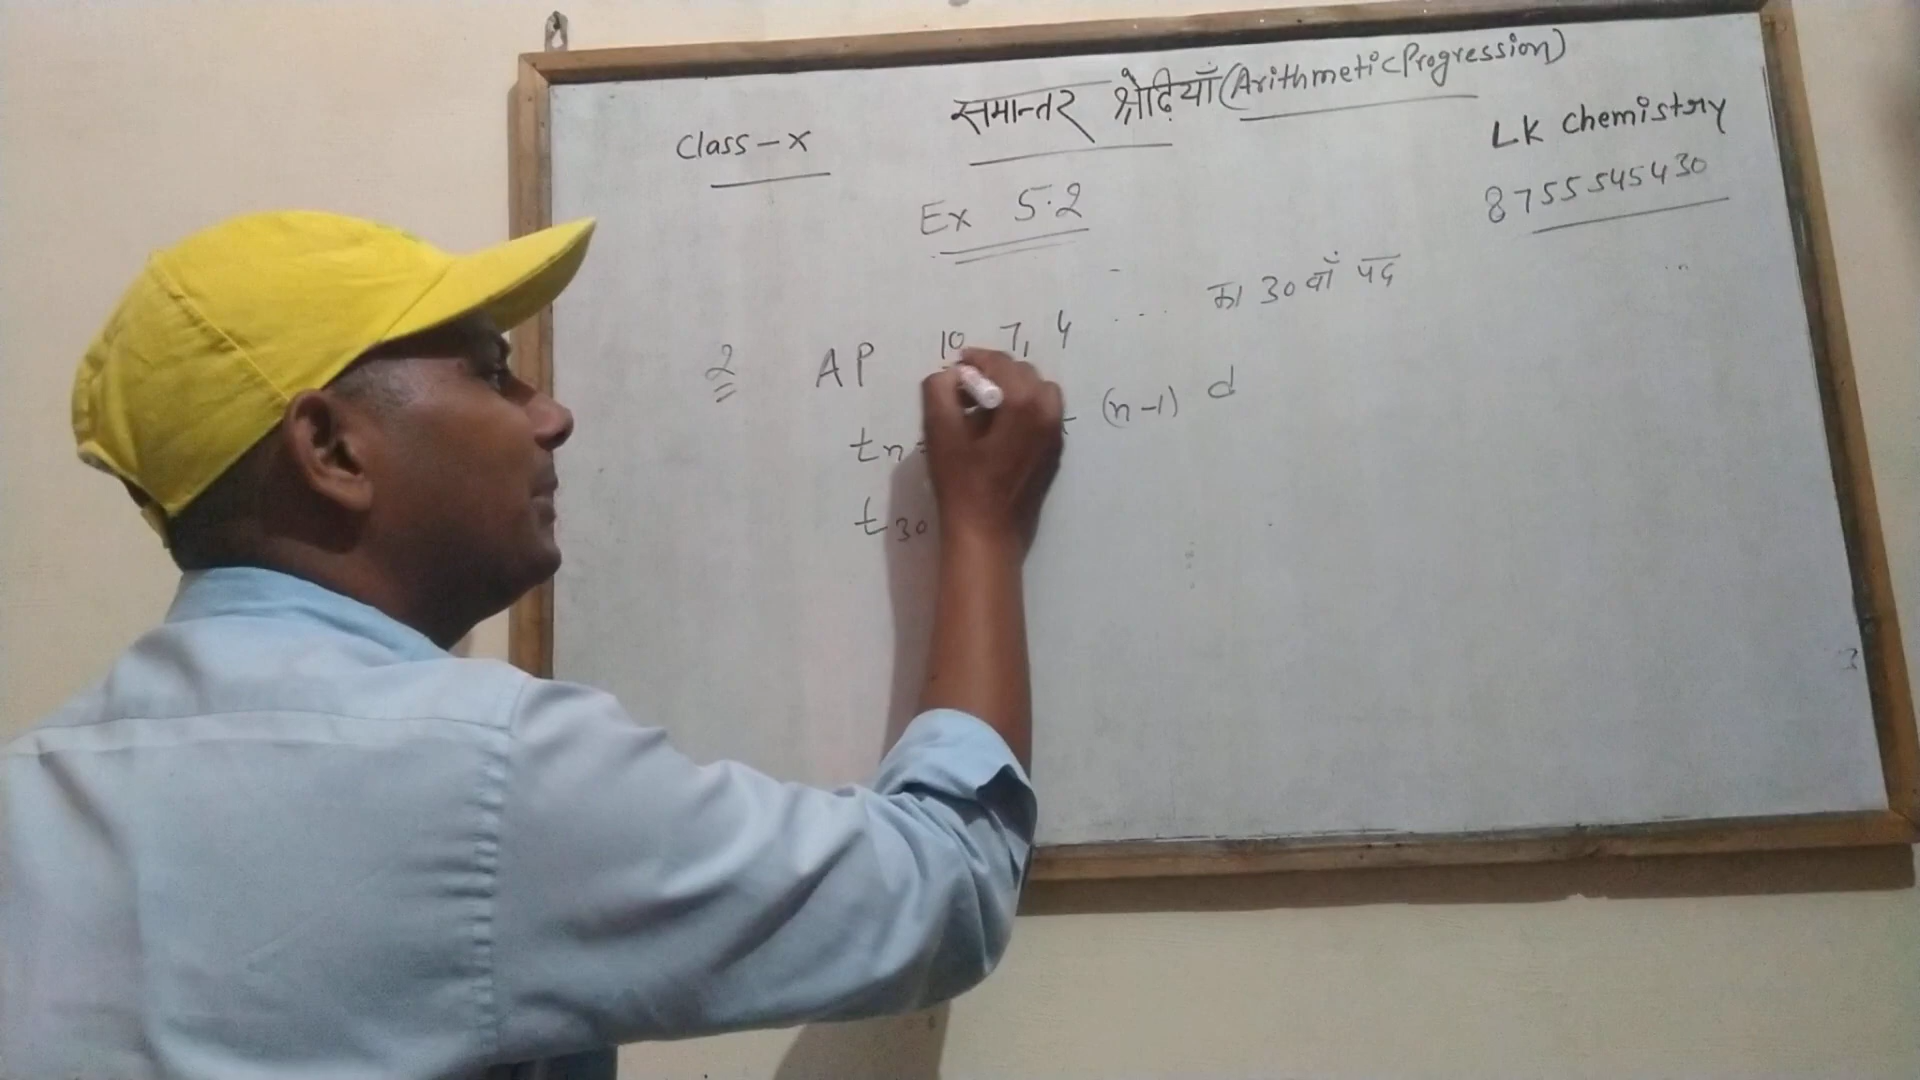 समान्तर श्रेढ़ियाँ (Arithmetic Progression)
Class - X
LK Chemistry
8755545430
Ex 5.2
2 AP 10 7, 4 ... का 30 वाँ पद
tn = + (n-1) d
t30